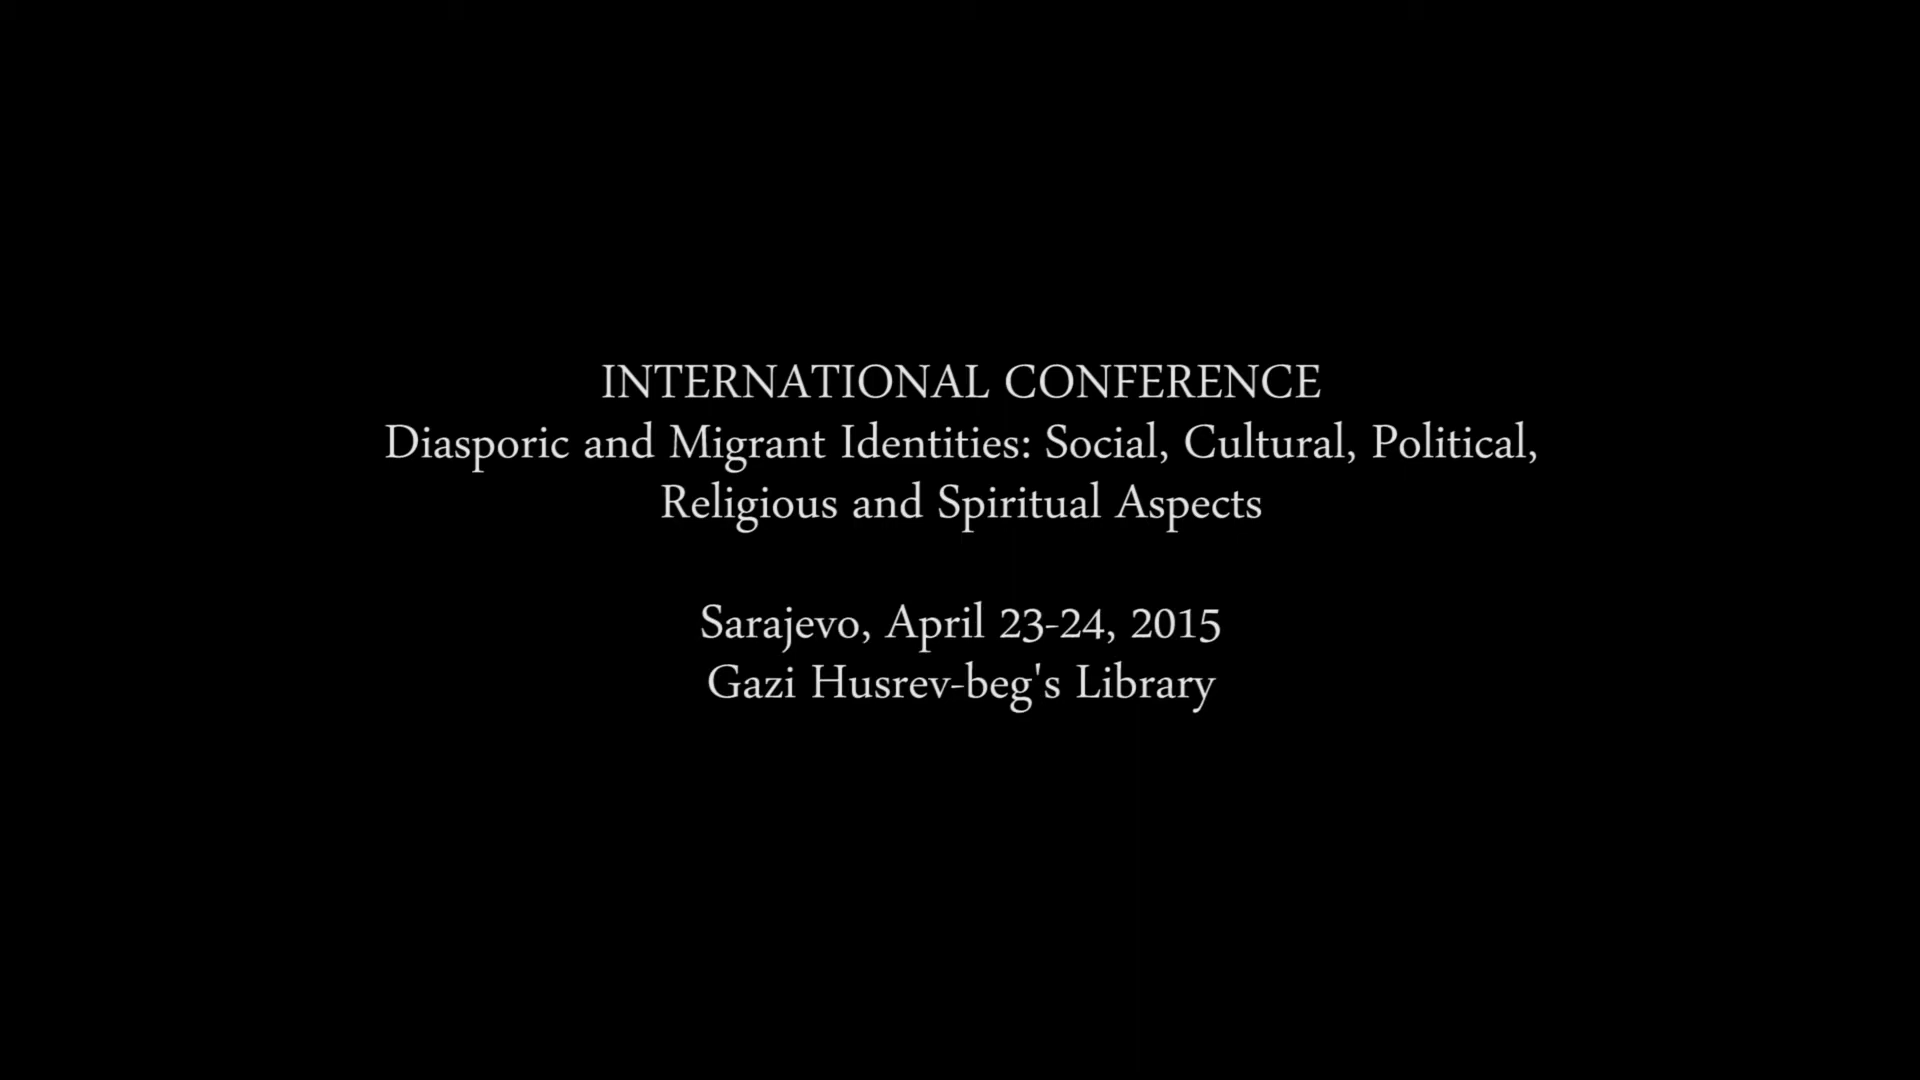 INTERNATIONAL CONFERENCE
Diasporic and Migrant Identities: Social, Cultural, Political,
Religious and Spiritual Aspects
Sarajevo, April 23-24, 2015
Gazi Husrev-beg's Library